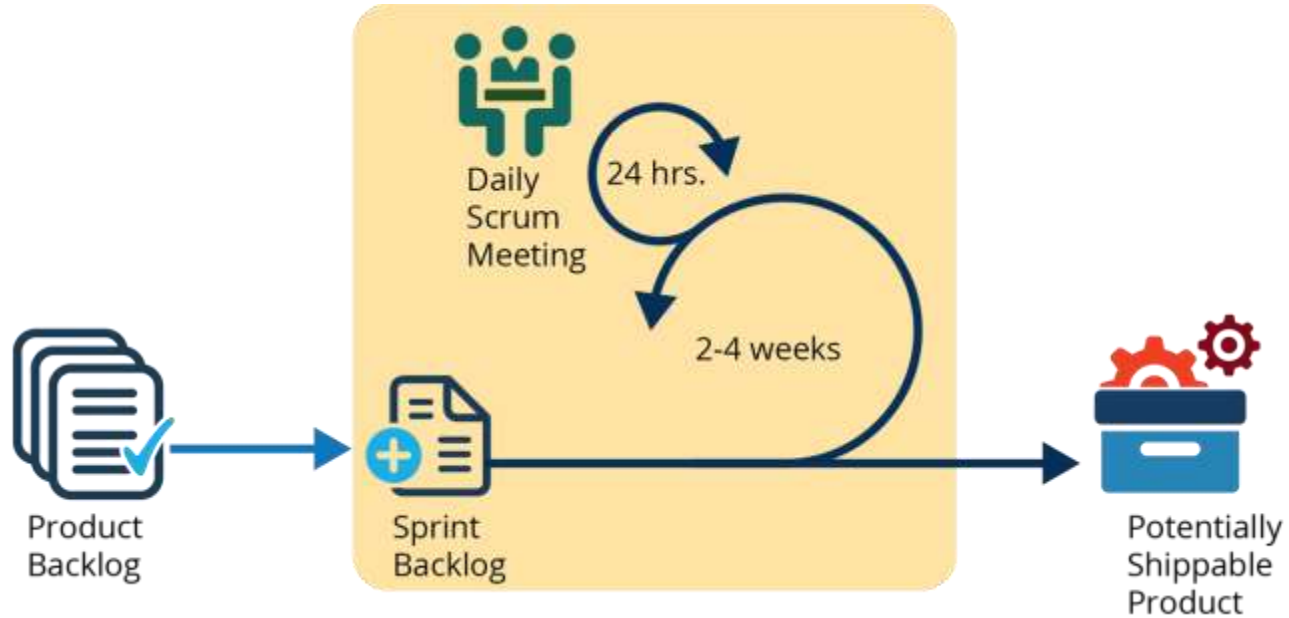 Daily
Scrum
Meeting
24 hrs.
2-4 weeks
Product
Backlog
Sprint
Backlog
Potentially
Shippable
Product